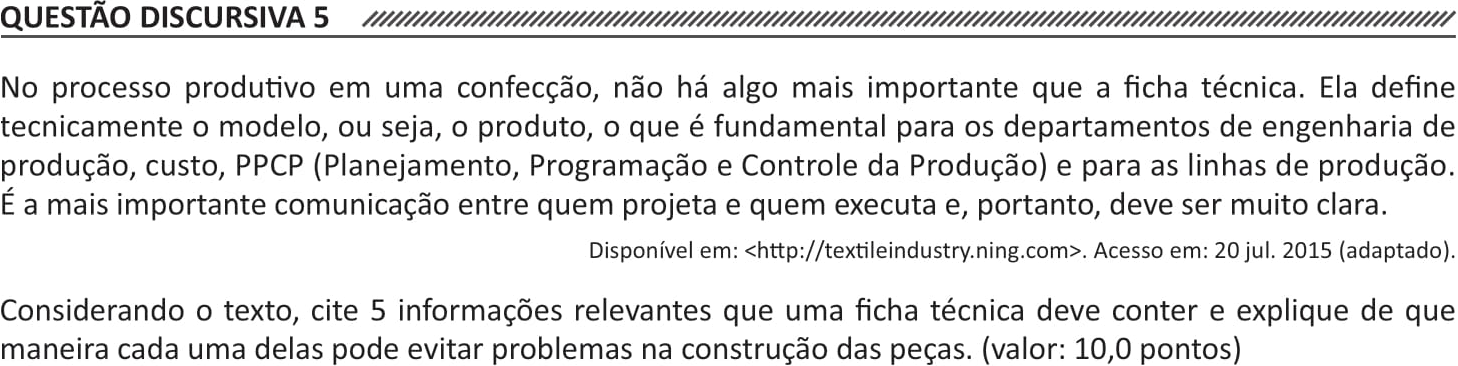 QUESTÃO DISCURSIVA 5
No processo produtivo em uma confecção, não há algo mais importante que a ficha técnica. Ela define
tecnicamente o modelo, ou seja, o produto, o que é fundamental para os departamentos de engenharia de
produção, custo, PPCP (Planejamento, Programação e Controle da Produção) e para as linhas de produção.
É a mais importante comunicação entre quem projeta e quem executa e, portanto, deve ser muito clara.
Disponível em: <http://textileindustry.ning.com>. Acesso em: 20 jul. 2015 (adaptado).
Considerando o texto, cite 5 informações relevantes que uma ficha técnica deve conter e explique de que
maneira cada uma delas pode evitar problemas na construção das peças. (valor: 10,0 pontos)